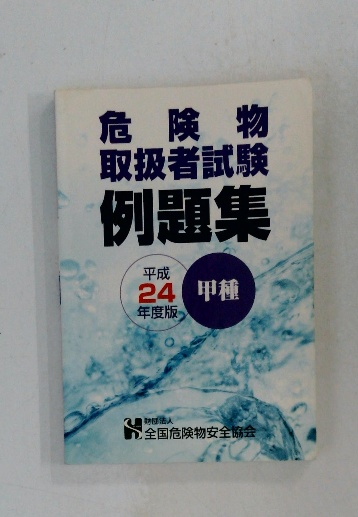 危険物
取扱者試験
例題集
平成
24
年度版
甲種
財団法人
全国危険物安全協会